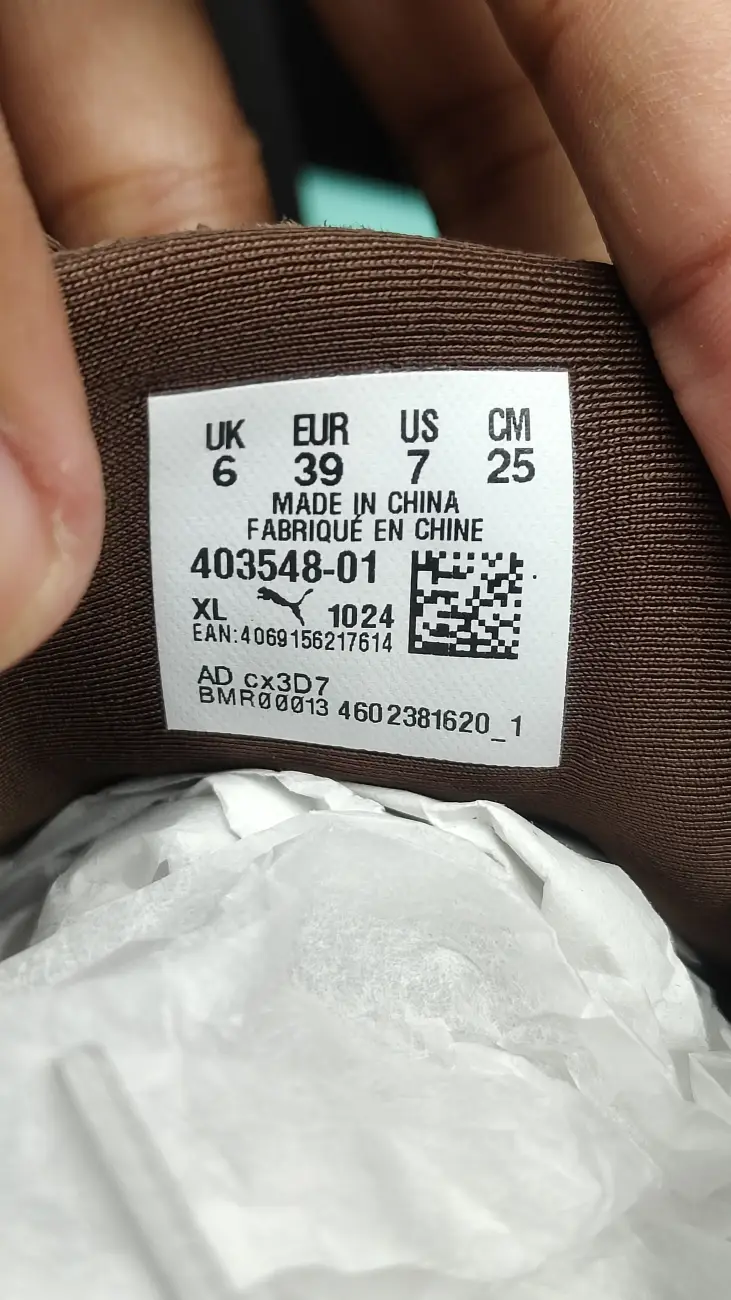 UK EUR US CM
6 39 7 25
MADE IN CHINA
FABRIQUÉ EN CHINE
403548-01
XL 1024
EAN:4069156217614
AD cx3D7
BMR00013 4602381620_1